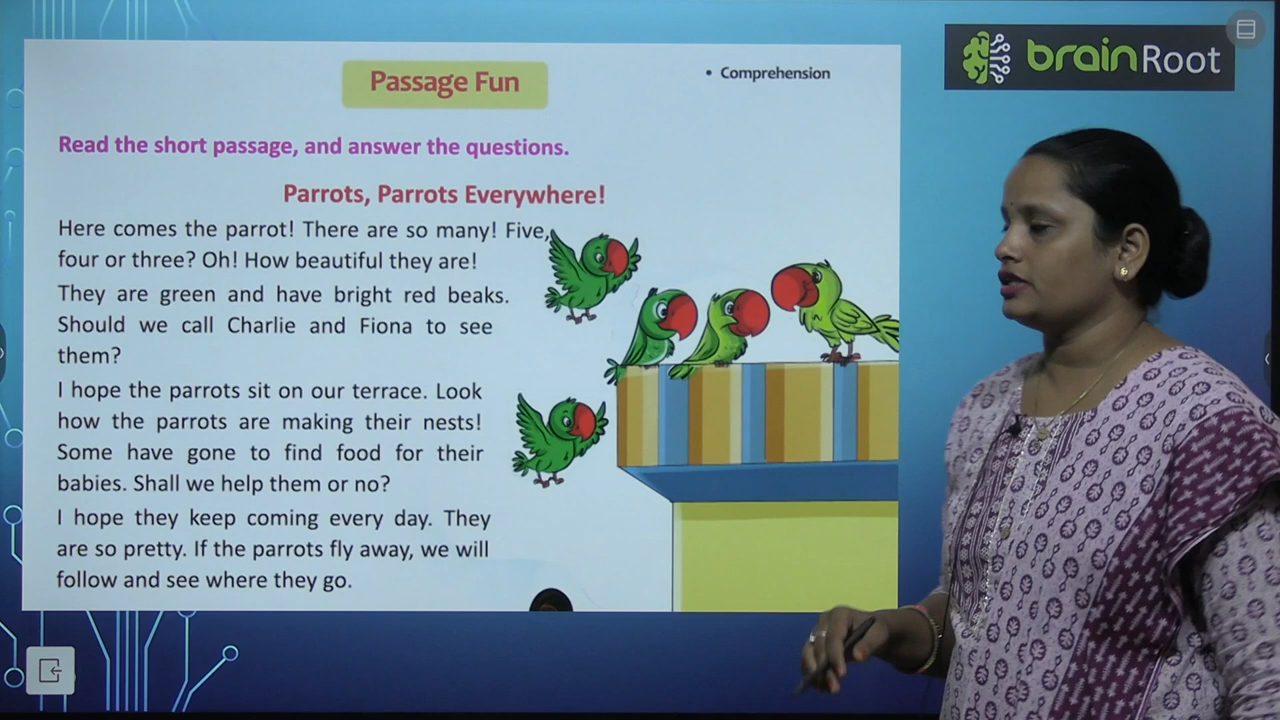 brainRoot
Passage Fun
• Comprehension
Read the short passage, and answer the questions.
Parrots, Parrots Everywhere!
Here comes the parrot! There are so many! Five,
four or three? Oh! How beautiful they are!
They are green and have bright red beaks.
Should we call Charlie and Fiona to see
them?
I hope the parrots sit on our terrace. Look
how the parrots are making their nests!
Some have gone to find food for their
babies. Shall we help them or no?
I hope they keep coming every day. They
are so pretty. If the parrots fly away, we will
follow and see where they go.